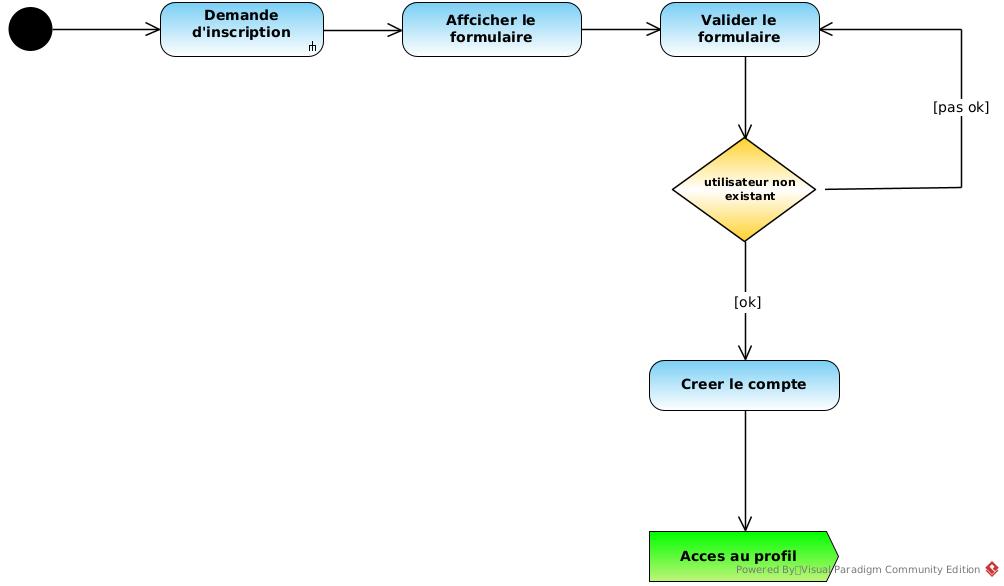 Demande
d'inscription
Affcicher le
formulaire
Valider le
formulaire
[pas ok]
utilisateur non
existant
[ok]
Creer le compte
Acces au profil
Powered By Visual Paradigm Community Edition